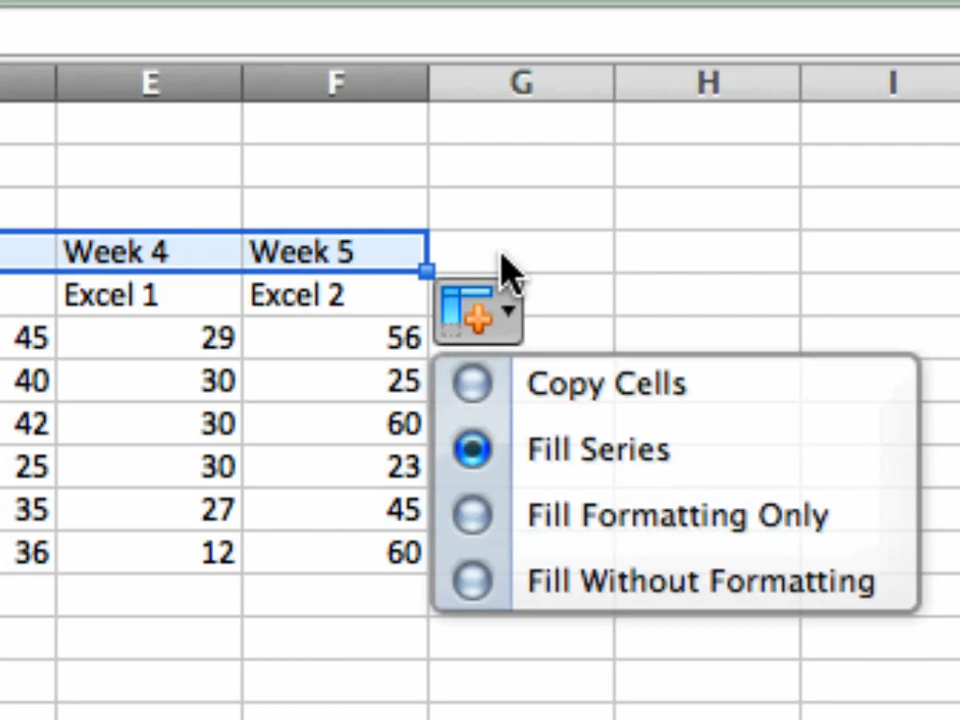 E F G H I
Week 4 Week 5
Excel 1 Excel 2
45 29 56
40 30 25 Copy Cells
42 30 60 Fill Series
25 30 23
35 27 45 Fill Formatting Only
36 12 60 Fill Without Formatting